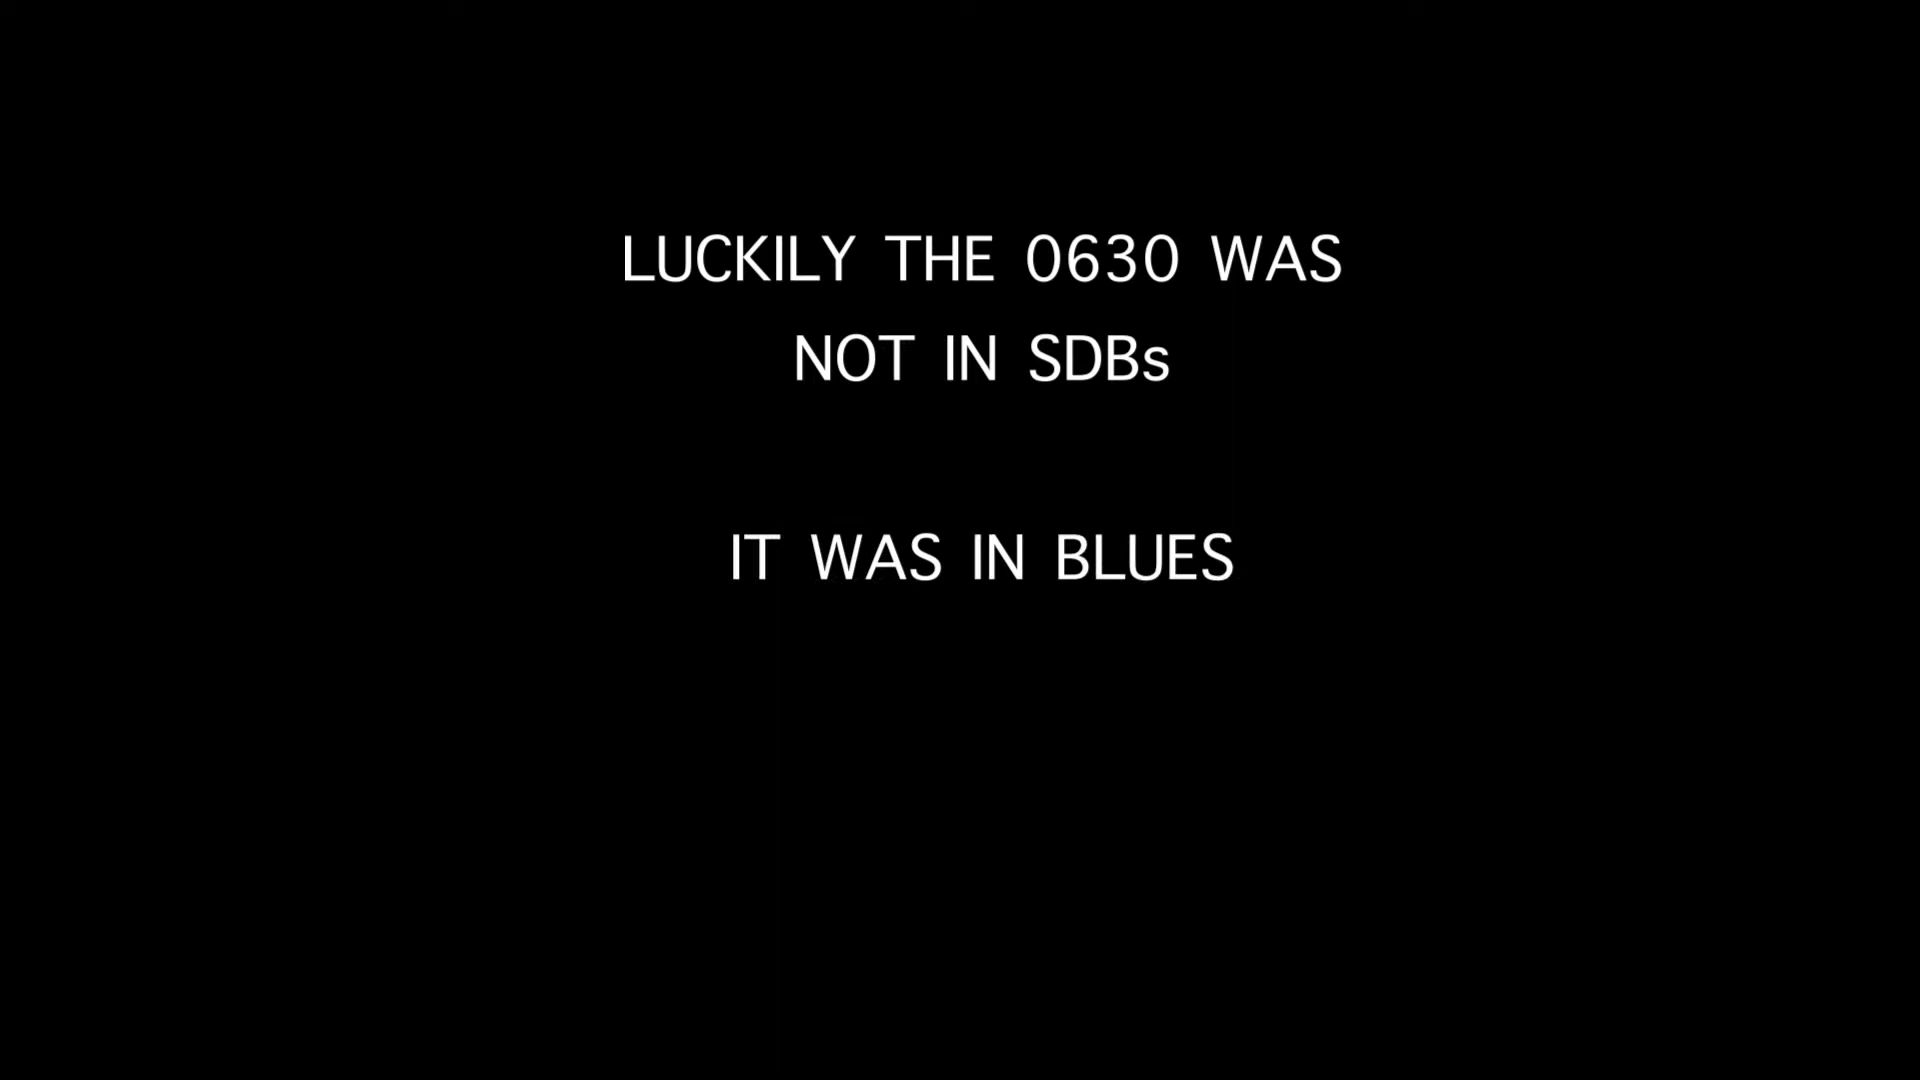 LUCKILY THE 0630 WAS
NOT IN SDBs
IT WAS IN BLUES